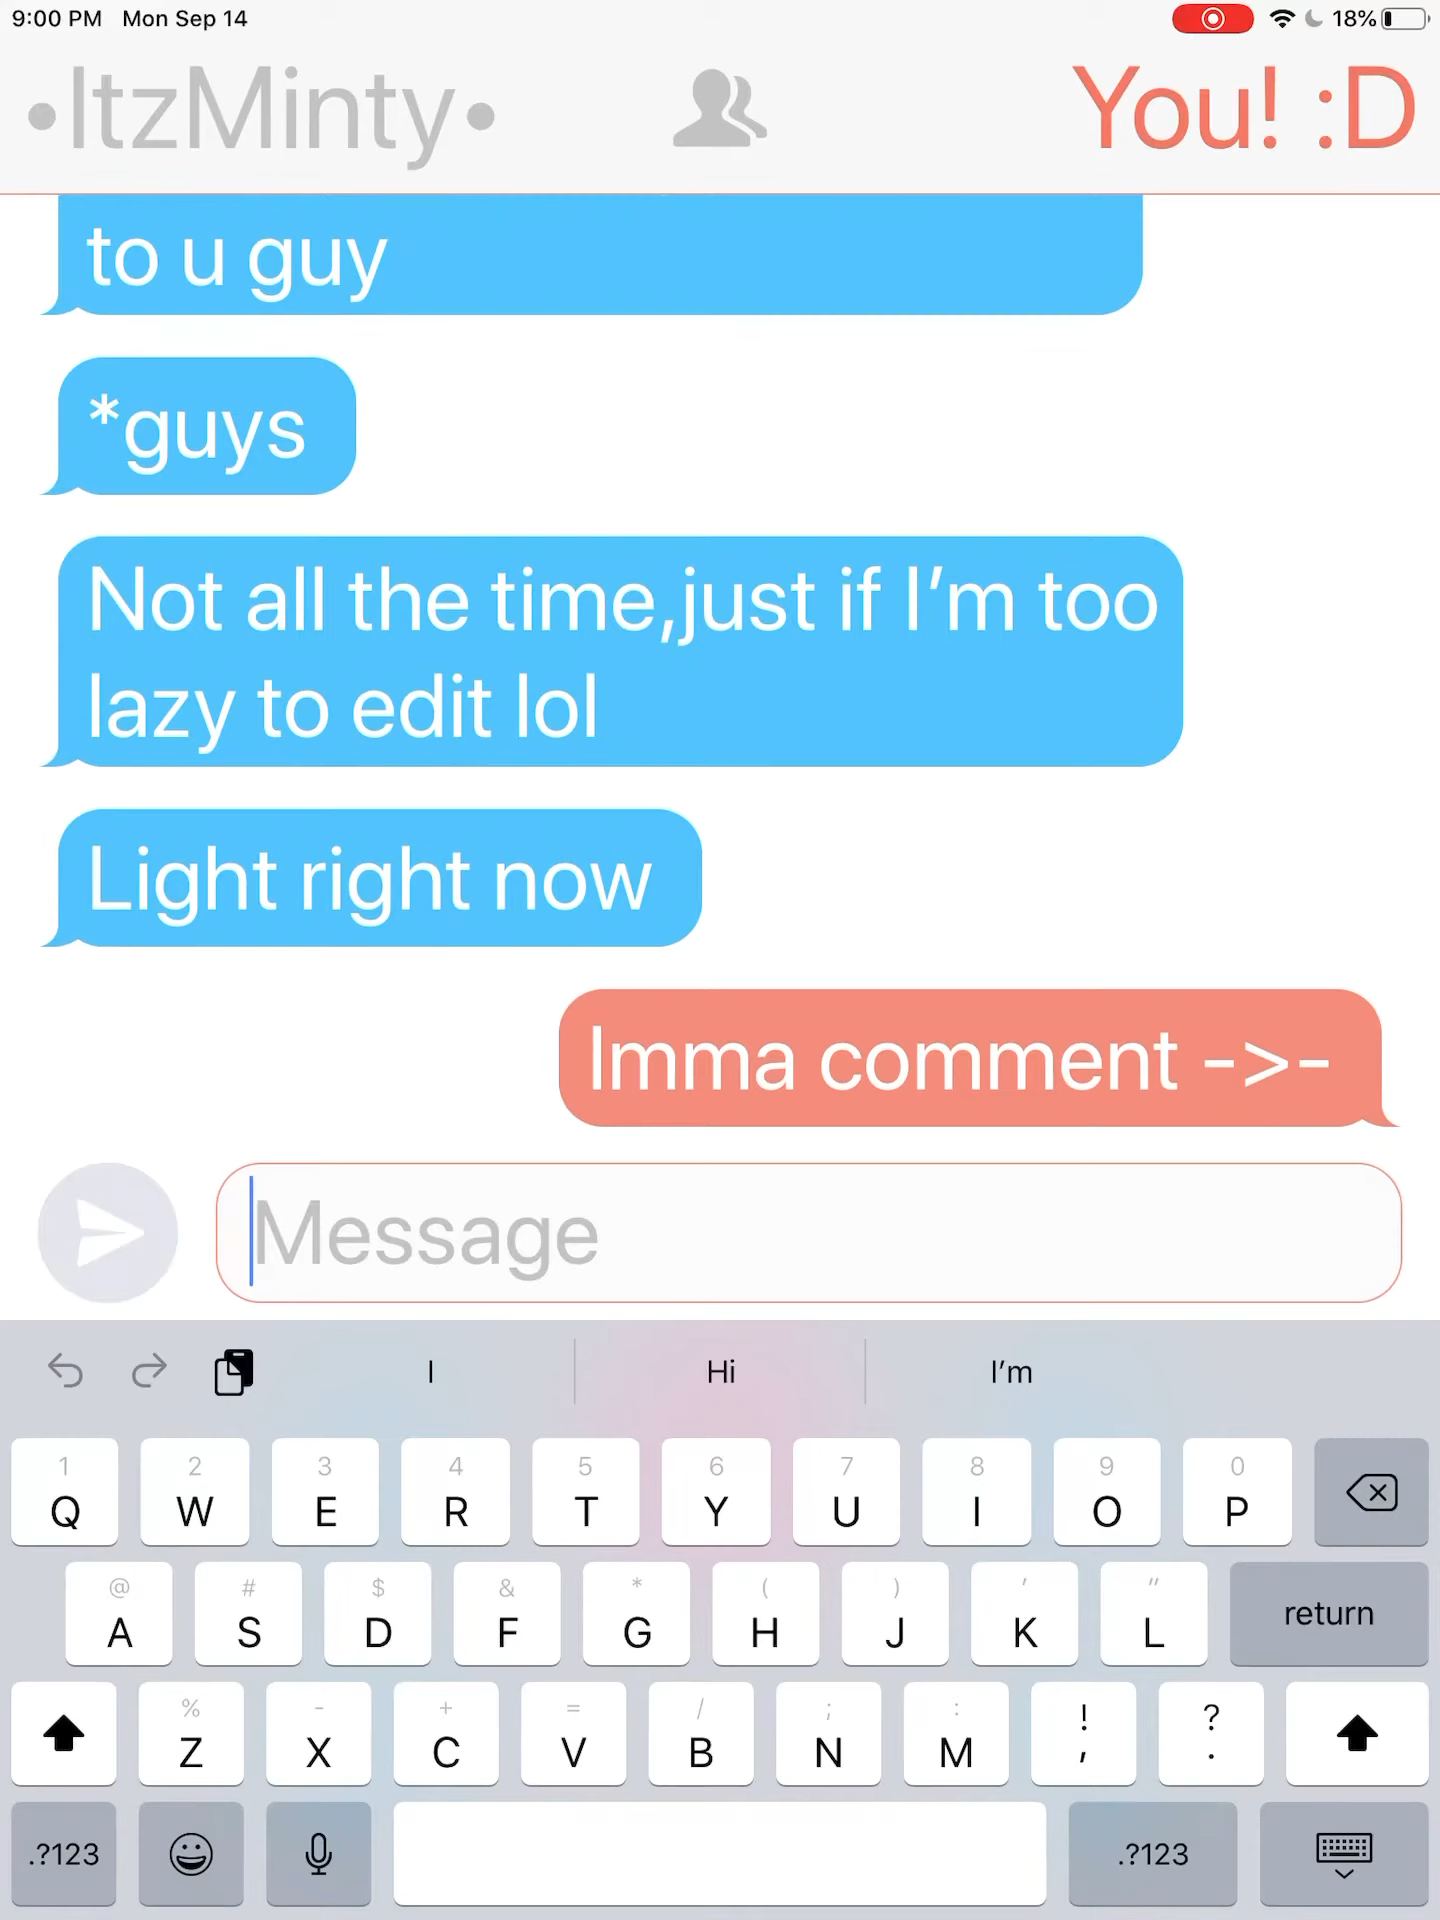 9:00 PM Mon Sep 14 18%
•ItzMinty• You! :D
to u guy
*guys
Not all the time,just if I’m too
lazy to edit lol
Light right now
Imma comment ->-
Message
I Hi I’m
1 2 3 4 5 6 7 8 9 0
Q W E R T Y U I O P
@ # $ & * ( ) ' "
A S D F G H J K L return
% - + = / ; : ! ?
Z X C V B N M , .
.?123 .?123